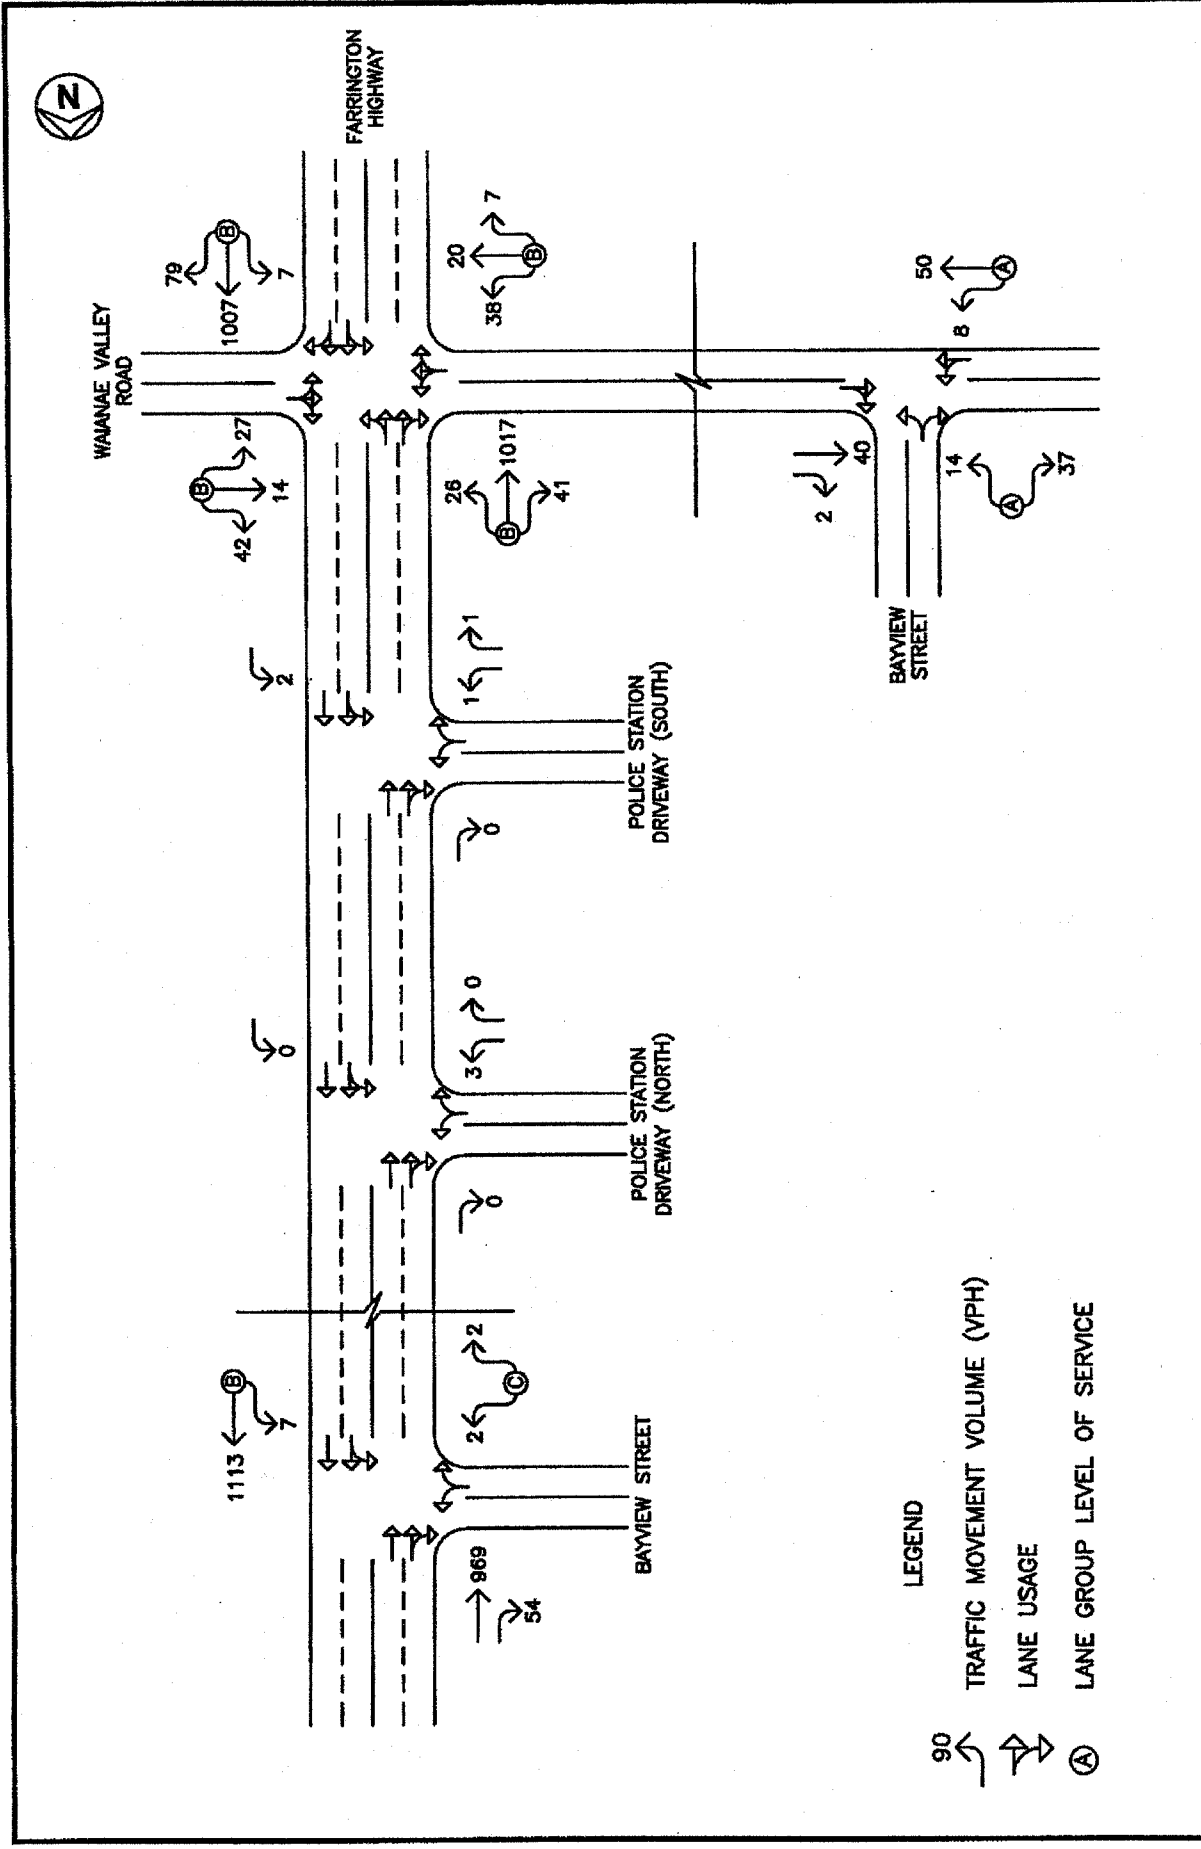 N
FARRINGTON
HIGHWAY
WAIANAE VALLEY
ROAD
79
1007
7
20
7
38
50
8
27
14
42
26
1017
41
40
2
14
37
BAYVIEW
STREET
2
1
1
0
POLICE STATION
DRIVEWAY (SOUTH)
0
3
0
0
POLICE STATION
DRIVEWAY (NORTH)
1113
7
2
2
969
54
BAYVIEW STREET
B
B
B
B
A
A
B
C
LEGEND
90
TRAFFIC MOVEMENT VOLUME (VPH)
LANE USAGE
A
LANE GROUP LEVEL OF SERVICE